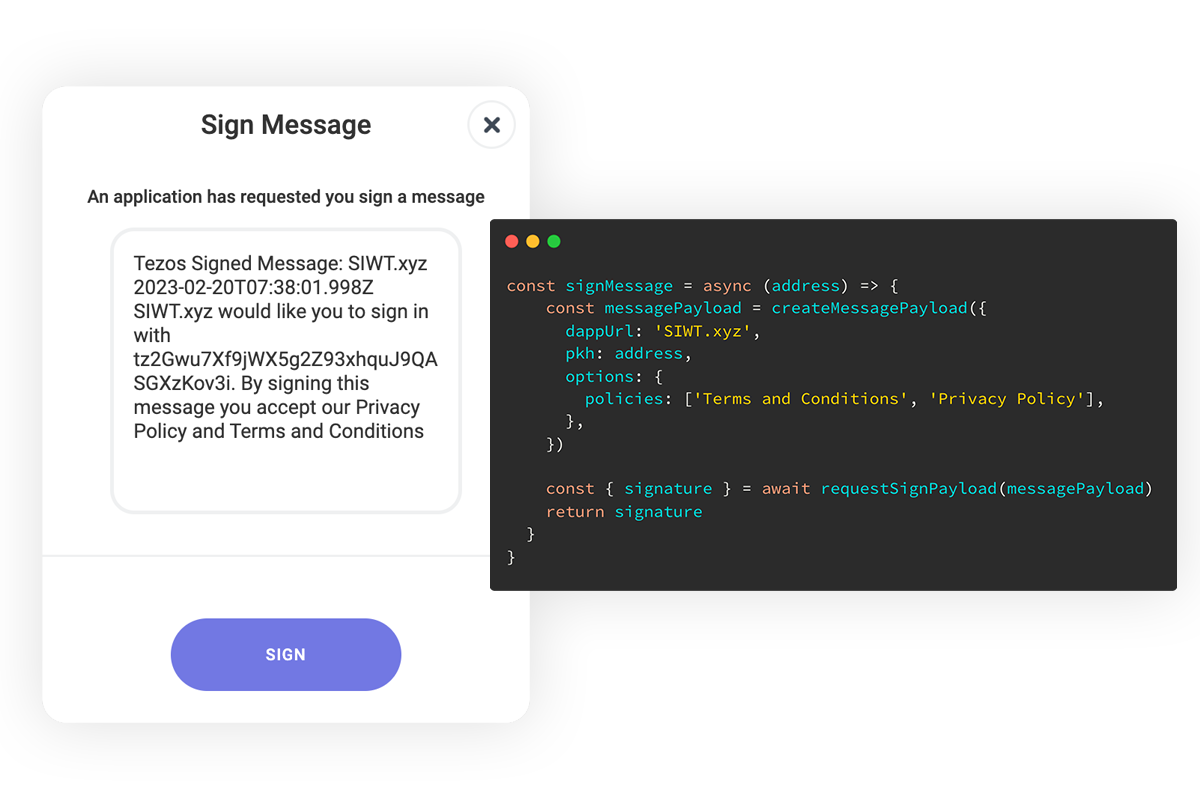 Sign Message
An application has requested you sign a message
Tezos Signed Message: SIWT.xyz
2023-02-20T07:38:01.998Z
SIWT.xyz would like you to sign in
with
tz2Gwu7Xf9jWX5g2Z93xhquJ9QA
SGXzKov3i. By signing this
message you accept our Privacy
Policy and Terms and Conditions
SIGN
const signMessage = async (address) => {
    const messagePayload = createMessagePayload({
      dappUrl: 'SIWT.xyz',
      pkh: address,
      options: {
        policies: ['Terms and Conditions', 'Privacy Policy'],
      },
    })
    const { signature } = await requestSignPayload(messagePayload)
    return signature
  }
}